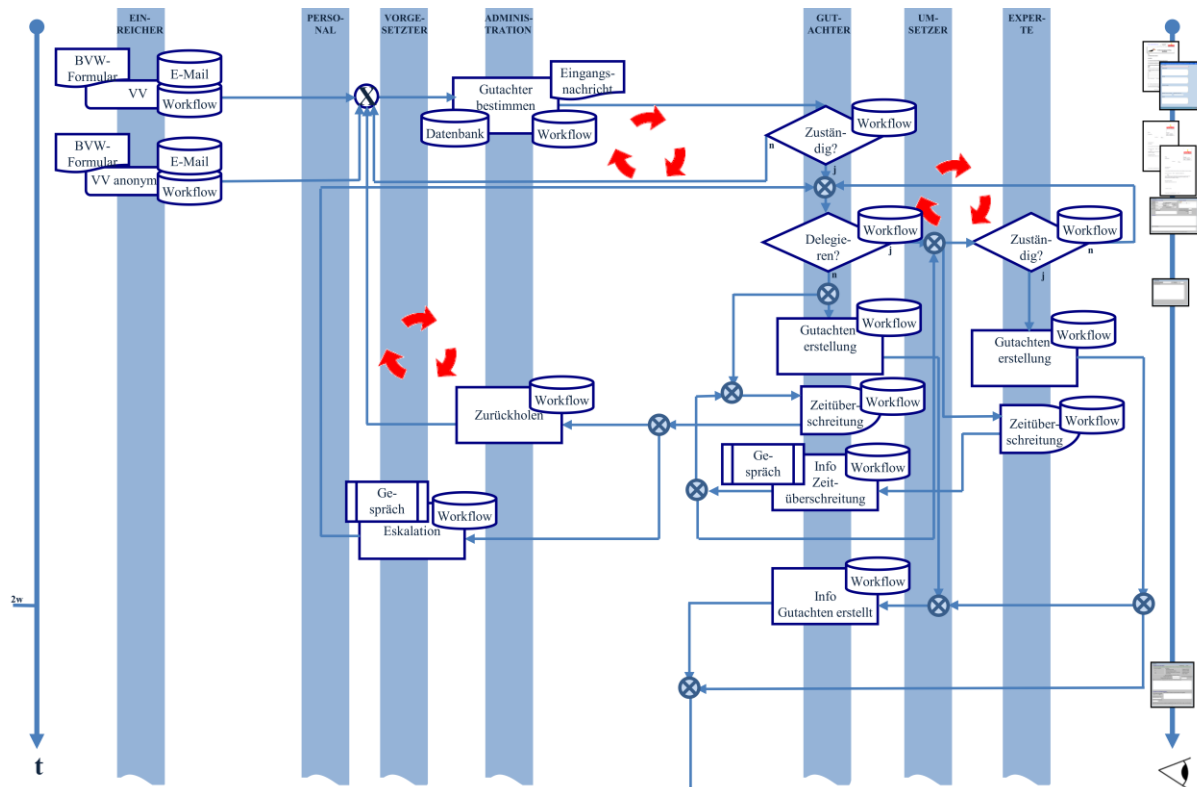 EIN-
REICHER
PERSO-
NAL
VORGE-
SETZTER
ADMINIS-
TRATION
GUT-
ACHTER
UM-
SETZER
EXPER-
TE
BVW-
Formular
E-Mail
VV
Workflow
X
Gutachter
bestimmen
Eingangs-
nachricht
Datenbank
Workflow
Workflow
Zustän-
dig?
n
j
BVW-
Formular
E-Mail
VV anonym
Workflow
Workflow
Delegie-
ren?
j
n
Workflow
Zustän-
dig?
n
j
Workflow
Gutachten
erstellung
Workflow
Gutachten
erstellung
Workflow
Zurückholen
Workflow
Zeitüber-
schreitung
Workflow
Zeitüber-
schreitung
Ge-
spräch
Workflow
Info
Zeit-
überschreitung
Ge-
spräch
Workflow
Eskalation
Workflow
Info
Gutachten erstellt
2w
t